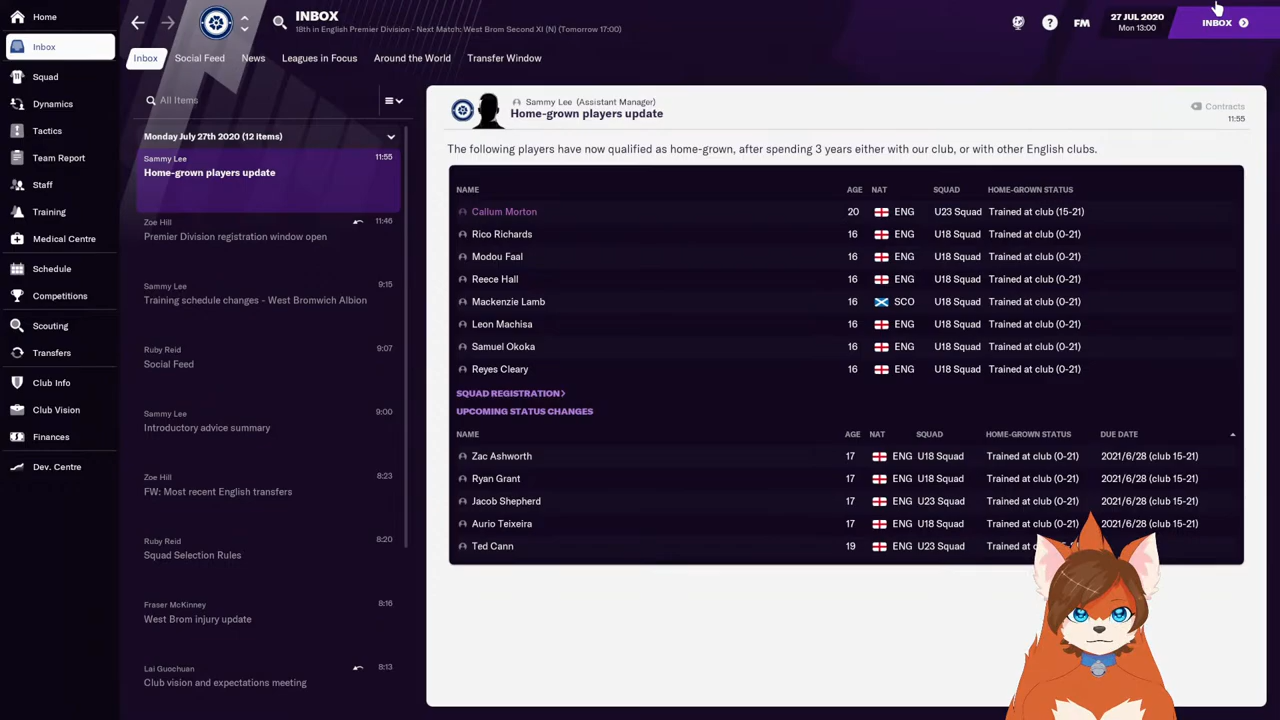 Home
Inbox
Squad
Dynamics
Tactics
Team Report
Staff
Training
Medical Centre
Schedule
Competitions
Scouting
Transfers
Club Info
Club Vision
Finances
Dev. Centre
INBOX
18th in English Premier Division - Next Match: West Brom Second XI (N) (Tomorrow 17:00)
FM
27 JUL 2020
Mon 13:00
INBOX
Inbox Social Feed News Leagues in Focus Around the World Transfer Window
All Items
Monday July 27th 2020 (12 items)
Sammy Lee 11:55
Home-grown players update
Zoe Hill 11:46
Premier Division registration window open
Sammy Lee 9:15
Training schedule changes - West Bromwich Albion
Ruby Reid 9:07
Social Feed
Sammy Lee 9:00
Introductory advice summary
Zoe Hill 8:23
FW: Most recent English transfers
Ruby Reid 8:20
Squad Selection Rules
Fraser McKinney 8:16
West Brom injury update
Lai Guochuan 8:13
Club vision and expectations meeting
Sammy Lee (Assistant Manager)
Home-grown players update
Contracts
11:55
The following players have now qualified as home-grown, after spending 3 years either with our club, or with other English clubs.
NAME AGE NAT SQUAD HOME-GROWN STATUS
Callum Morton 20 ENG U23 Squad Trained at club (15-21)
Rico Richards 16 ENG U18 Squad Trained at club (0-21)
Modou Faal 16 ENG U18 Squad Trained at club (0-21)
Reece Hall 16 ENG U18 Squad Trained at club (0-21)
Mackenzie Lamb 16 SCO U18 Squad Trained at club (0-21)
Leon Machisa 16 ENG U18 Squad Trained at club (0-21)
Samuel Okoka 16 ENG U18 Squad Trained at club (0-21)
Reyes Cleary 16 ENG U18 Squad Trained at club (0-21)
SQUAD REGISTRATION>
UPCOMING STATUS CHANGES
NAME AGE NAT SQUAD HOME-GROWN STATUS DUE DATE
Zac Ashworth 17 ENG U18 Squad Trained at club (0-21) 2021/6/28 (club 15-21)
Ryan Grant 17 ENG U18 Squad Trained at club (0-21) 2021/6/28 (club 15-21)
Jacob Shepherd 17 ENG U23 Squad Trained at club (0-21) 2021/6/28 (club 15-21)
Aurio Teixeira 17 ENG U18 Squad Trained at club (0-21) 2021/6/28 (club 15-21)
Ted Cann 19 ENG U23 Squad Trained at